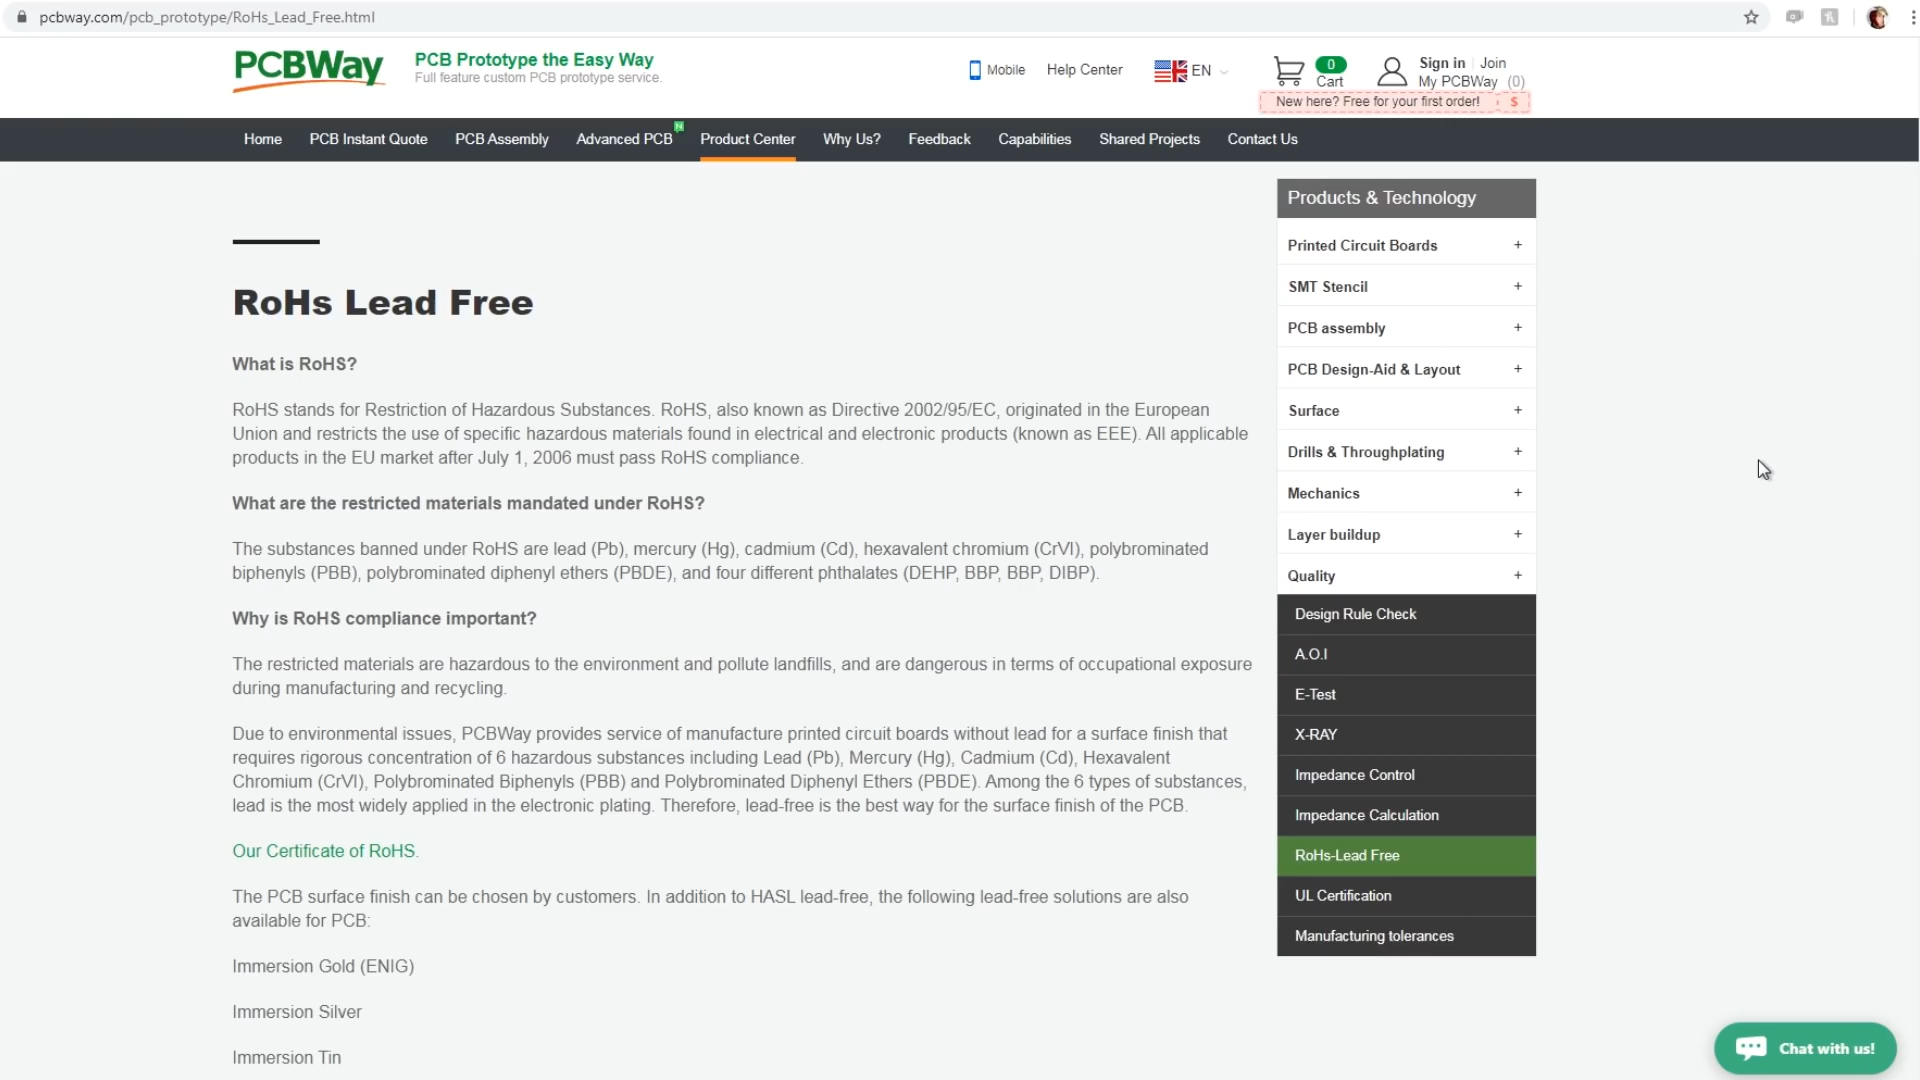 pcbway.com/pcb_prototype/RoHs_Lead_Free.html
PCBWay
PCB Prototype the Easy Way
Full feature custom PCB prototype service.
Mobile
Help Center
EN
0
Cart
Sign in | Join
My PCBWay (0)
New here? Free for your first order! $
Home
PCB Instant Quote
PCB Assembly
Advanced PCB
N
Product Center
Why Us?
Feedback
Capabilities
Shared Projects
Contact Us
RoHs Lead Free
What is RoHS?
RoHS stands for Restriction of Hazardous Substances. RoHS, also known as Directive 2002/95/EC, originated in the European
Union and restricts the use of specific hazardous materials found in electrical and electronic products (known as EEE). All applicable
products in the EU market after July 1, 2006 must pass RoHS compliance.
What are the restricted materials mandated under RoHS?
The substances banned under RoHS are lead (Pb), mercury (Hg), cadmium (Cd), hexavalent chromium (CrVI), polybrominated
biphenyls (PBB), polybrominated diphenyl ethers (PBDE), and four different phthalates (DEHP, BBP, BBP, DIBP).
Why is RoHS compliance important?
The restricted materials are hazardous to the environment and pollute landfills, and are dangerous in terms of occupational exposure
during manufacturing and recycling.
Due to environmental issues, PCBWay provides service of manufacture printed circuit boards without lead for a surface finish that
requires rigorous concentration of 6 hazardous substances including Lead (Pb), Mercury (Hg), Cadmium (Cd), Hexavalent
Chromium (CrVI), Polybrominated Biphenyls (PBB) and Polybrominated Diphenyl Ethers (PBDE). Among the 6 types of substances,
lead is the most widely applied in the electronic plating. Therefore, lead-free is the best way for the surface finish of the PCB.
Our Certificate of RoHS.
The PCB surface finish can be chosen by customers. In addition to HASL lead-free, the following lead-free solutions are also
available for PCB:
Immersion Gold (ENIG)
Immersion Silver
Immersion Tin
Products & Technology
Printed Circuit Boards +
SMT Stencil +
PCB assembly +
PCB Design-Aid & Layout +
Surface +
Drills & Throughplating +
Mechanics +
Layer buildup +
Quality +
Design Rule Check
A.O.I
E-Test
X-RAY
Impedance Control
Impedance Calculation
RoHs-Lead Free
UL Certification
Manufacturing tolerances
Chat with us!